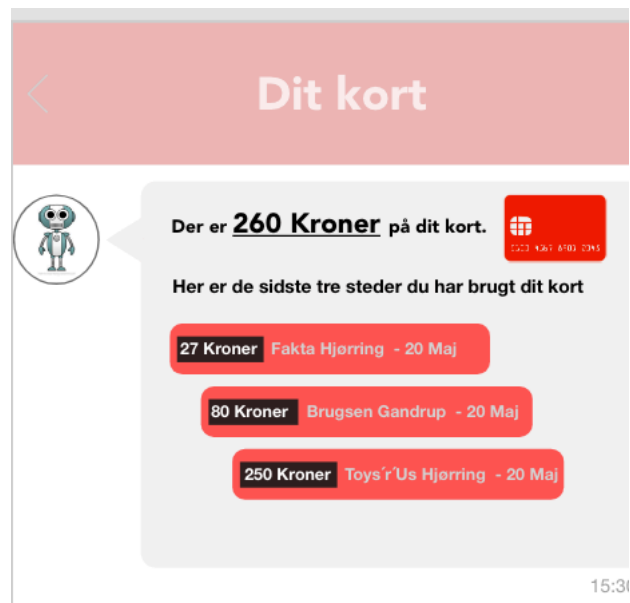 Dit kort
Der er 260 Kroner på dit kort.
Her er de sidste tre steder du har brugt dit kort
27 Kroner Fakta Hjørring - 20 Maj
80 Kroner Brugsen Gandrup - 20 Maj
250 Kroner Toys´r´Us Hjørring - 20 Maj